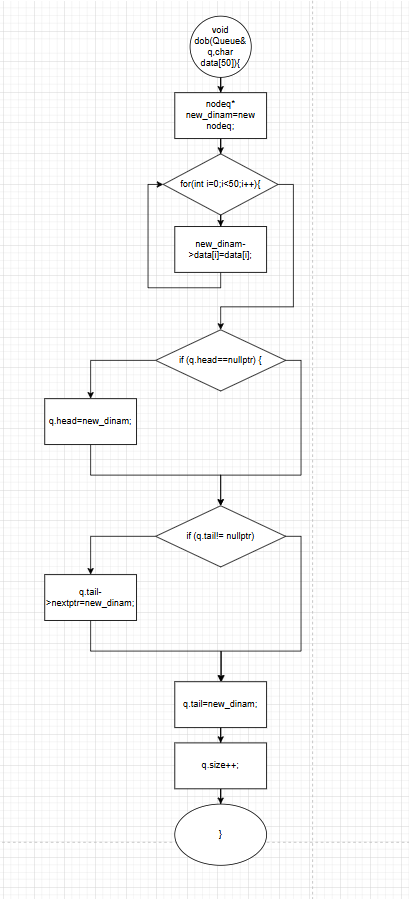 void
dob(Queue&
q,char
data[50]){
nodeq*
new_dinam=new
nodeq;
for(int i=0;i<50;i++){
new_dinam-
>data[i]=data[i];
if (q.head==nullptr) {
q.head=new_dinam;
if (q.tail!= nullptr)
q.tail-
>nextptr=new_dinam;
q.tail=new_dinam;
q.size++;
}